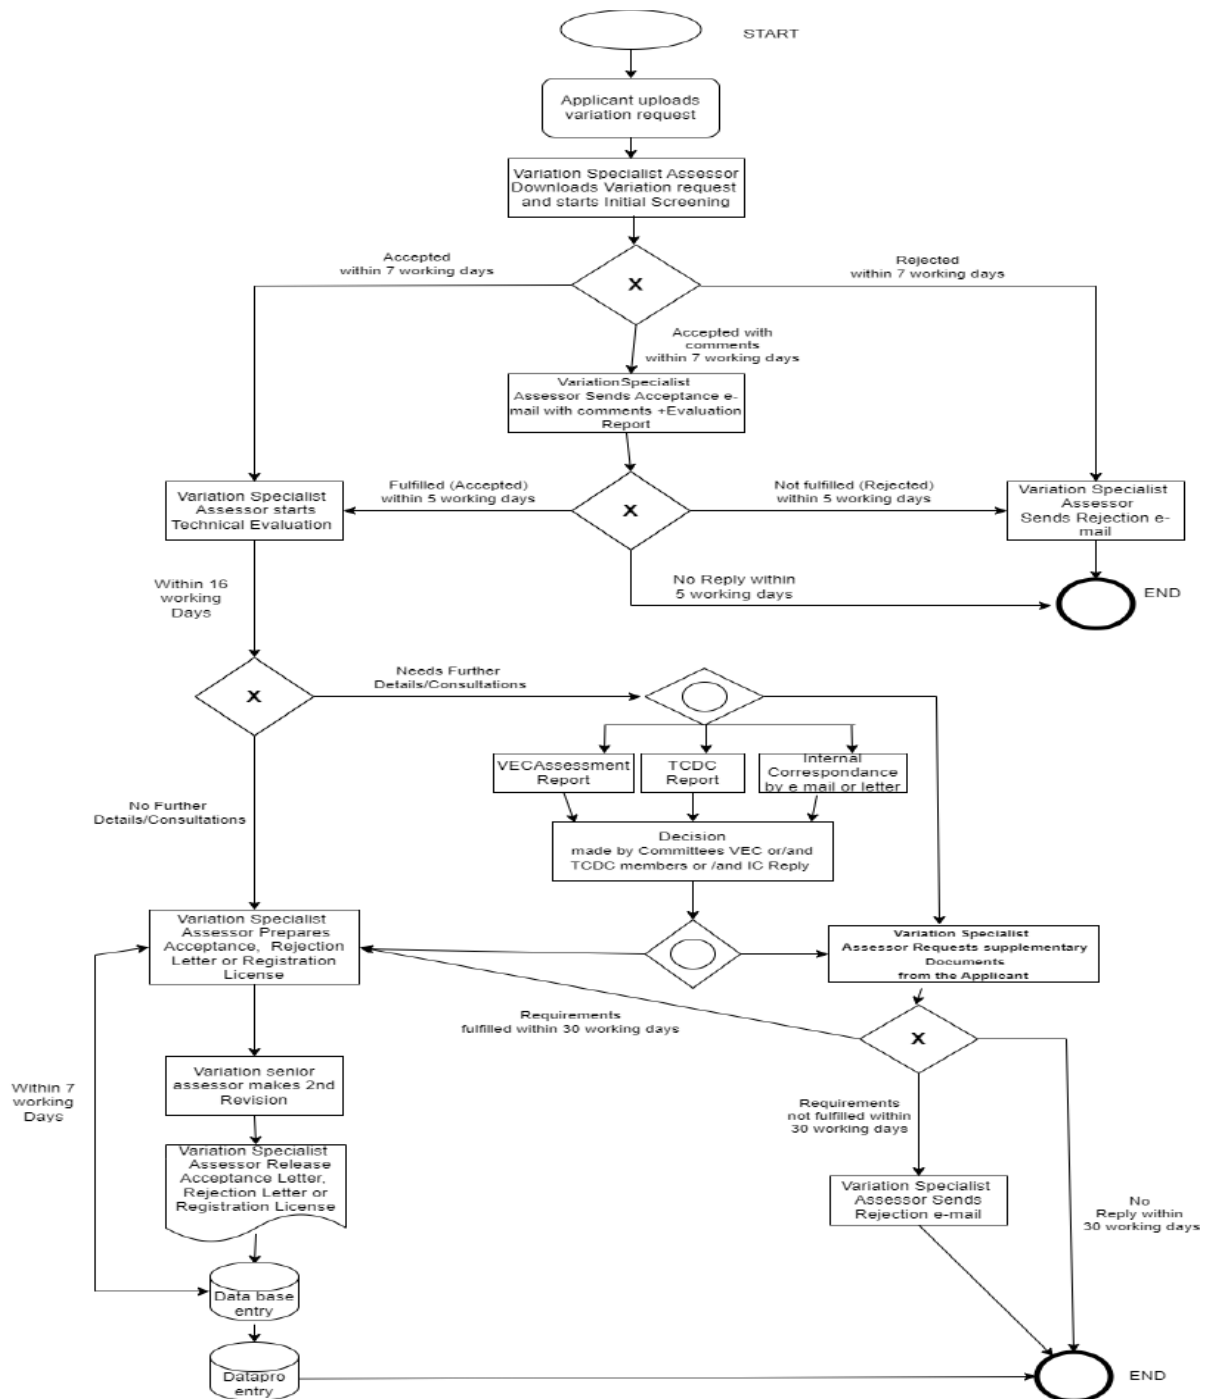 START
Applicant uploads
variation request
Variation Specialist Assessor
Downloads Variation request
and starts Initial Screening
Accepted
within 7 working days
X
Rejected
within 7 working days
Accepted with
comments
within 7 working days
VariationSpecialist
Assessor Sends Acceptance e-
mail with comments +Evaluation
Report
Variation Specialist
Assessor starts
Technical Evaluation
Fulfilled (Accepted)
within 5 working days
X
Not fulfilled (Rejected)
within 5 working days
Variation Specialist
Assessor
Sends Rejection e-
mail
No Reply within
5 working days
END
Within 16
working
Days
X
Needs Further
Details/Consultations
VECAssessment
Report
TCDC
Report
Internal
Correspondance
by e mail or letter
No Further
Details/Consultations
Decision
made by Committees VEC or/and
TCDC members or /and IC Reply
Variation Specialist
Assessor Prepares
Acceptance, Rejection
Letter or Registration
License
Variation Specialist
Assessor Requests supplementary
Documents
from the Applicant
Requirements
fulfilled within 30 working days
X
Within 7
working
Days
Variation senior
assessor makes 2nd
Revision
Requirements
not fulfilled within
30 working days
Variation Specialist
Assessor Release
Acceptance Letter,
Rejection Letter or
Registration License
Variation Specialist
Assessor Sends
Rejection e-mail
No
Reply within
30 working days
Data base
entry
Datapro
entry
END